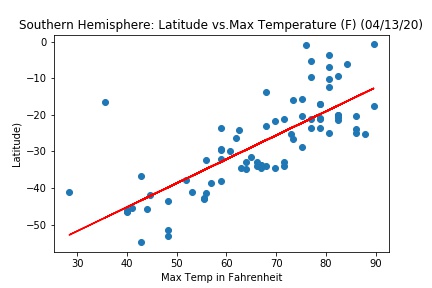 Southern Hemisphere: Latitude vs.Max Temperature (F) (04/13/20)
0
−10
−20
−30
−40
−50
Latitude)
30 40 50 60 70 80 90
Max Temp in Fahrenheit